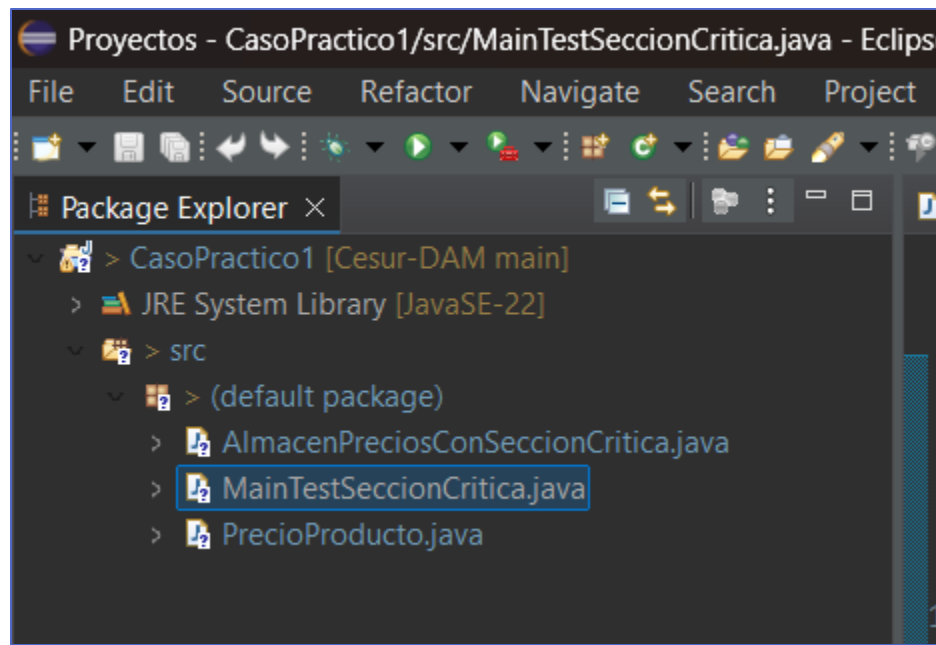 Proyectos - CasoPractico1/src/MainTestSeccionCritica.java - Eclips
File Edit Source Refactor Navigate Search Project
Package Explorer
> CasoPractico1 [Cesur-DAM main]
JRE System Library [JavaSE-22]
> src
> (default package)
AlmacenPreciosConSeccionCritica.java
MainTestSeccionCritica.java
PrecioProducto.java